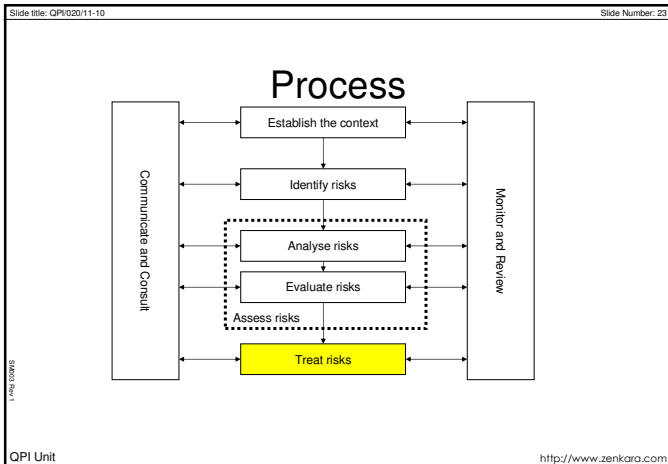 Slide title: QPI/020/11-10
Slide Number: 23
Process
Establish the context
Communicate and Consult
Identify risks
Monitor and Review
Analyse risks
Evaluate risks
Assess risks
Treat risks
SM003 Rev 1
QPI Unit
http://www.zenkara.com